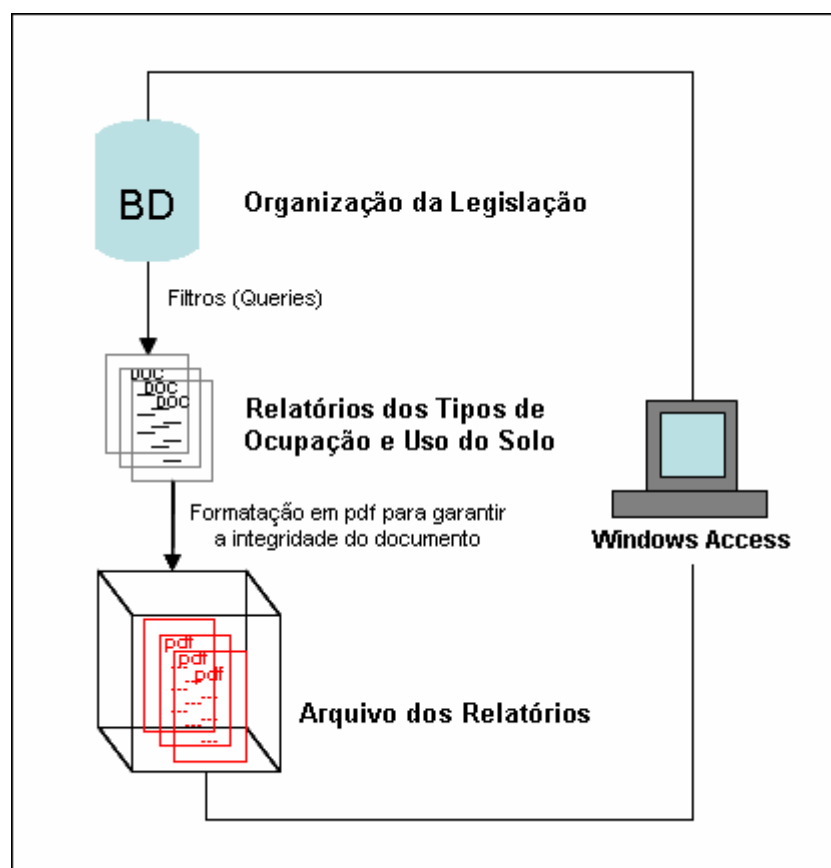 BD
Organização da Legislação
Filtros (Queries)
DOC
DOC
DOC
Relatórios dos Tipos de
Ocupação e Uso do Solo
Formatação em pdf para garantir
a integridade do documento
Windows Access
pdf
pdf
pdf
Arquivo dos Relatórios